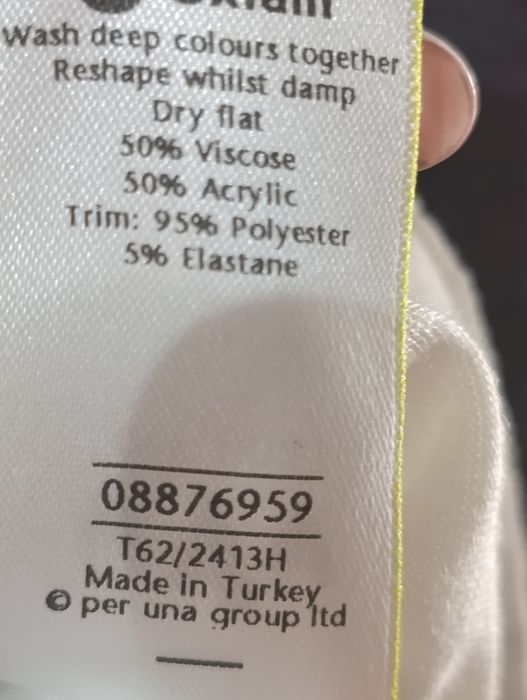 Oxfam
Wash deep colours together
Reshape whilst damp
Dry flat
50% Viscose
50% Acrylic
Trim: 95% Polyester
5% Elastane
08876959
T62/2413H
Made in Turkey
© per una group ltd